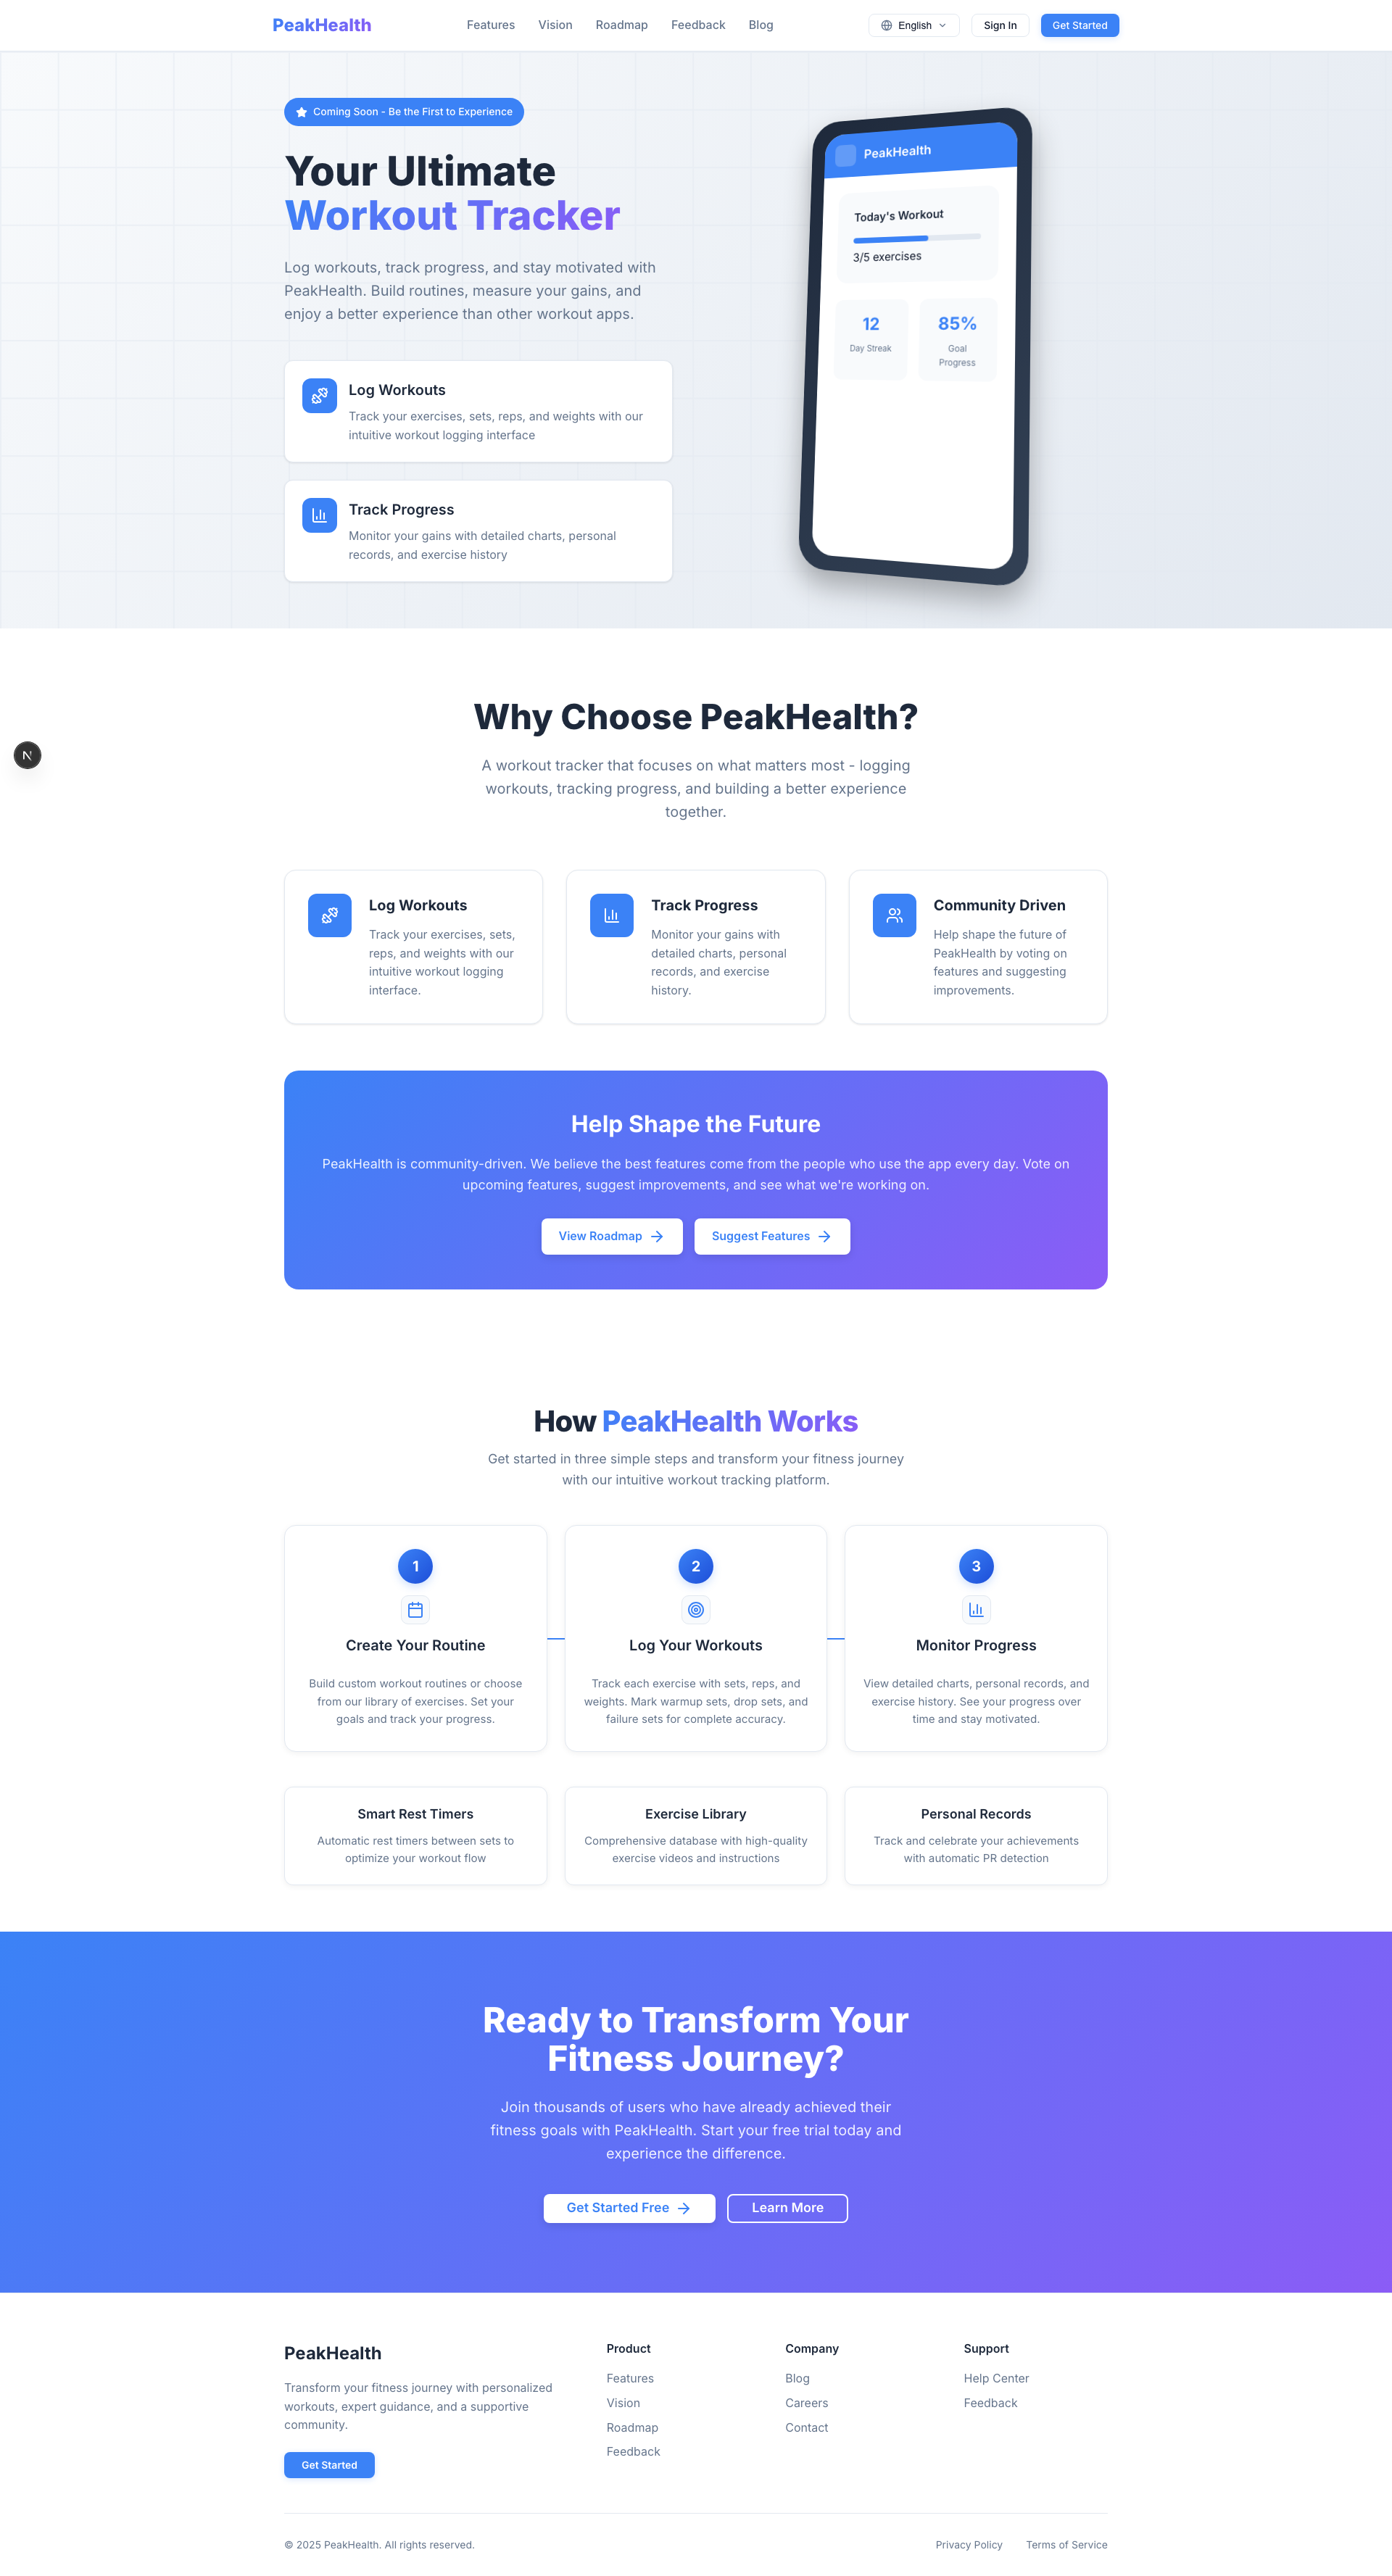 PeakHealth
Features
Vision
Roadmap
Feedback
Blog
English
Sign In
Get Started
Coming Soon - Be the First to Experience
Your Ultimate
Workout Tracker
Log workouts, track progress, and stay motivated with
PeakHealth. Build routines, measure your gains, and
enjoy a better experience than other workout apps.
Log Workouts
Track your exercises, sets, reps, and weights with our
intuitive workout logging interface
Track Progress
Monitor your gains with detailed charts, personal
records, and exercise history
PeakHealth
Today's Workout
3/5 exercises
12
Day Streak
85%
Goal
Progress
N
Why Choose PeakHealth?
A workout tracker that focuses on what matters most - logging
workouts, tracking progress, and building a better experience
together.
Log Workouts
Track your exercises, sets,
reps, and weights with our
intuitive workout logging
interface.
Track Progress
Monitor your gains with
detailed charts, personal
records, and exercise
history.
Community Driven
Help shape the future of
PeakHealth by voting on
features and suggesting
improvements.
Help Shape the Future
PeakHealth is community-driven. We believe the best features come from the people who use the app every day. Vote on
upcoming features, suggest improvements, and see what we're working on.
View Roadmap
Suggest Features
How PeakHealth Works
Get started in three simple steps and transform your fitness journey
with our intuitive workout tracking platform.
1
Create Your Routine
Build custom workout routines or choose
from our library of exercises. Set your
goals and track your progress.
2
Log Your Workouts
Track each exercise with sets, reps, and
weights. Mark warmup sets, drop sets, and
failure sets for complete accuracy.
3
Monitor Progress
View detailed charts, personal records, and
exercise history. See your progress over
time and stay motivated.
Smart Rest Timers
Automatic rest timers between sets to
optimize your workout flow
Exercise Library
Comprehensive database with high-quality
exercise videos and instructions
Personal Records
Track and celebrate your achievements
with automatic PR detection
Ready to Transform Your
Fitness Journey?
Join thousands of users who have already achieved their
fitness goals with PeakHealth. Start your free trial today and
experience the difference.
Get Started Free
Learn More
PeakHealth
Transform your fitness journey with personalized
workouts, expert guidance, and a supportive
community.
Get Started
Product
Features
Vision
Roadmap
Feedback
Company
Blog
Careers
Contact
Support
Help Center
Feedback
© 2025 PeakHealth. All rights reserved.
Privacy Policy
Terms of Service